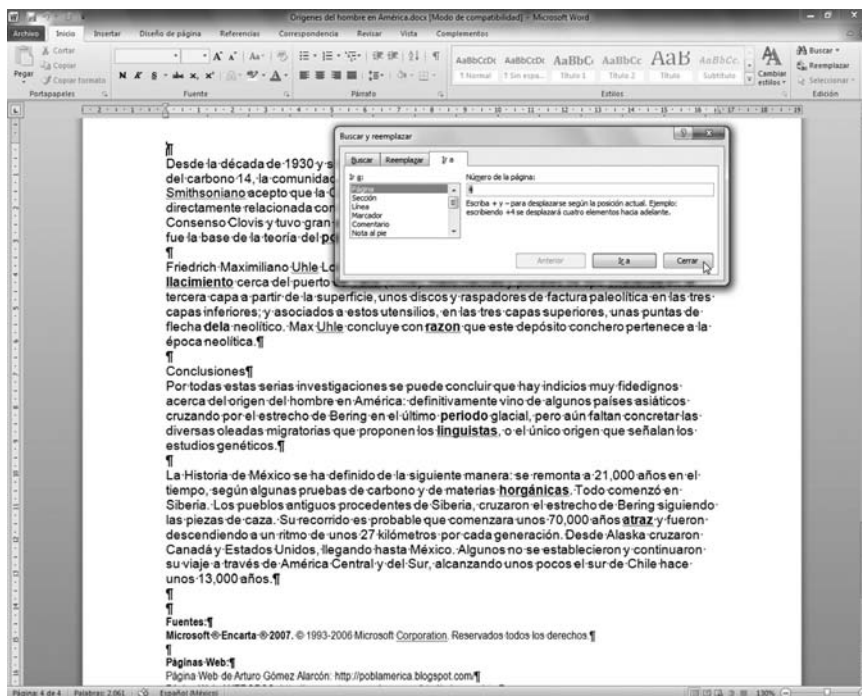 Orígenes del hombre en América.docx [Modo de compatibilidad] - Microsoft Word
Archivo Inicio Insertar Diseño de página Referencias Correspondencia Revisar Vista Complementos
Pegar
Cortar
Copiar
Copiar formato
Portapapeles
N K S abc x, x²
Fuente
Párrafo
AaBbCcDc AaBbCcDc AaBbC AaBbCc AaB AaBbCc.
¶ Normal ¶ Sin espa... Título 1 Título 2 Título Subtítulo
Cambiar estilos
Estilos
Buscar
Reemplazar
Seleccionar
Edición
¶
Desde la década de 1930 y s
del carbono 14, la comunidad
Smithsoniano acepto que la C
directamente relacionada con
Consenso Clovis y tuvo gran
fue la base de la teoría del po
¶
Friedrich Maximiliano Uhle Lo
llacimiento cerca del puerto
tercera capa a partir de la superficie, unos discos y raspadores de factura paleolítica en las tres
capas inferiores; y asociados a estos utensilios, en las tres capas superiores, unas puntas de
flecha dela neolítico. Max Uhle concluye con razon que este depósito conchero pertenece a la
época neolítica.¶
¶
Conclusiones¶
Por todas estas serias investigaciones se puede concluir que hay indicios muy fidedignos
acerca del origen del hombre en América: definitivamente vino de algunos países asiáticos
cruzando por el estrecho de Bering en el último periodo glacial, pero aún faltan concretar las
diversas oleadas migratorias que proponen los linguistas, o el único origen que señalan los
estudios genéticos.¶
¶
La Historia de México se ha definido de la siguiente manera: se remonta a 21,000 años en el
tiempo, según algunas pruebas de carbono y de materias horgánicas. Todo comenzó en
Siberia. Los pueblos antiguos procedentes de Siberia, cruzaron el estrecho de Bering siguiendo
las piezas de caza. Su recorrido es probable que comenzara unos 70,000 años atraz y fueron
descendiendo a un ritmo de unos 27 kilómetros por cada generación. Desde Alaska cruzaron
Canadá y Estados Unidos, llegando hasta México. Algunos no se establecieron y continuaron
su viaje a través de América Central y del Sur, alcanzando unos pocos el sur de Chile hace
unos 13,000 años.¶
¶
¶
Fuentes:¶
Microsoft ® Encarta ® 2007. © 1993-2006 Microsoft Corporation. Reservados todos los derechos.¶
¶
Páginas Web:¶
Página Web de Arturo Gómez Alarcón: http://poblamerica.blogspot.com/¶
Buscar y reemplazar
Buscar Reemplazar Ir a
Ir a:
Página
Sección
Línea
Marcador
Comentario
Nota al pie
Número de la página:
4
Escriba + y – para desplazarse según la posición actual. Ejemplo:
escribiendo +4 se desplazará cuatro elementos hacia adelante.
Anterior Ir a Cerrar
Página: 4 de 4 Palabras: 2,061 Español (México) 130%